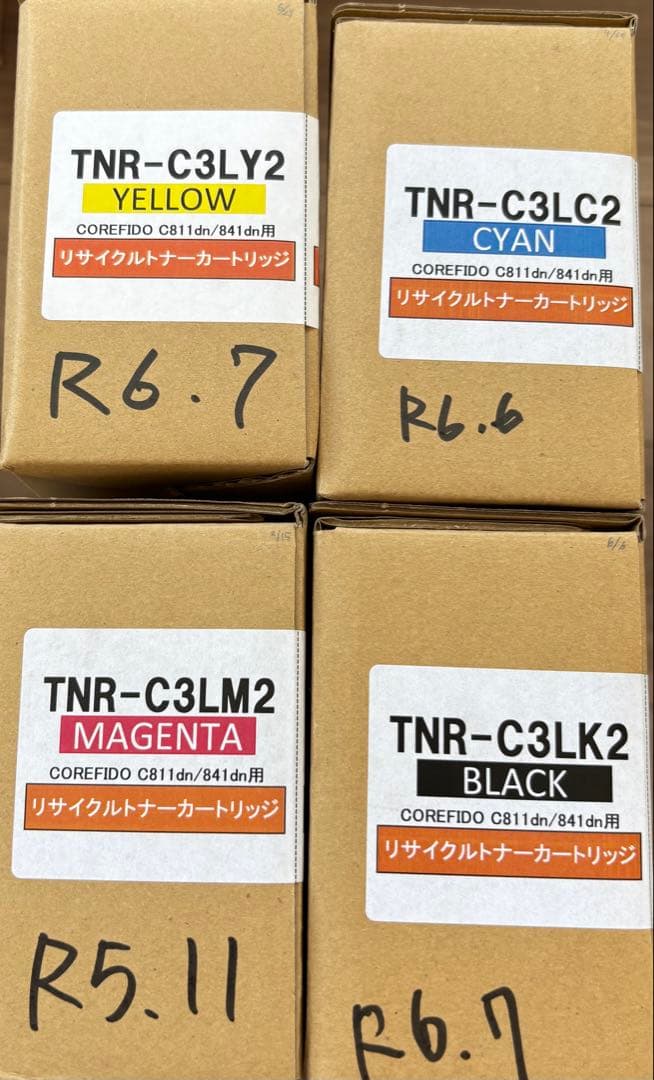 TNR-C3LY2
YELLOW
COREFIDO C811dn/841dn用
リサイクルトナーカートリッジ
R6.7
TNR-C3LC2
CYAN
COREFIDO C811dn/841dn用
リサイクルトナーカートリッジ
R6.6
TNR-C3LM2
MAGENTA
COREFIDO C811dn/841dn用
リサイクルトナーカートリッジ
R5.11
TNR-C3LK2
BLACK
COREFIDO C811dn/841dn用
リサイクルトナーカートリッジ
R6.7